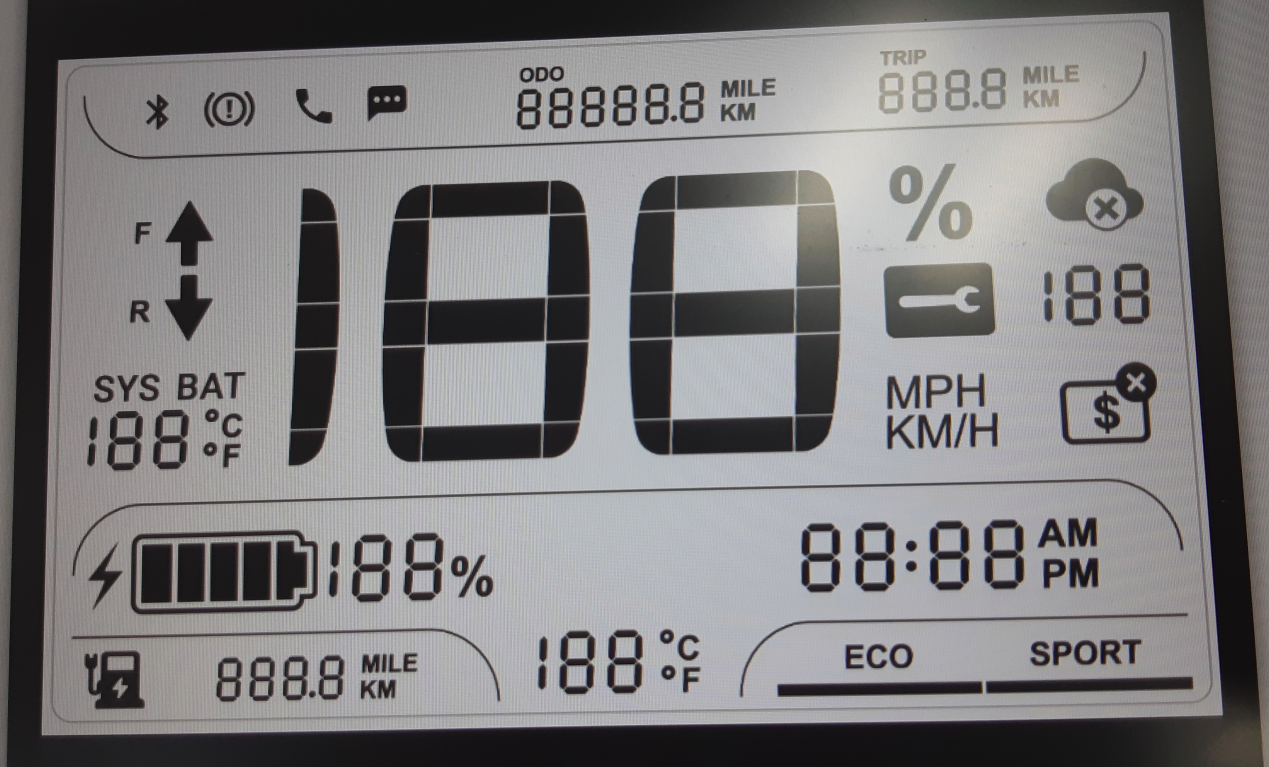 ODO
88888.8 MILE
KM
TRIP
888.8 MILE
KM
F
R
188
%
188
SYS BAT
188 °C
°F
MPH
KM/H
$
188%
88:88 AM
PM
888.8 MILE
KM
188 °C
°F
ECO SPORT